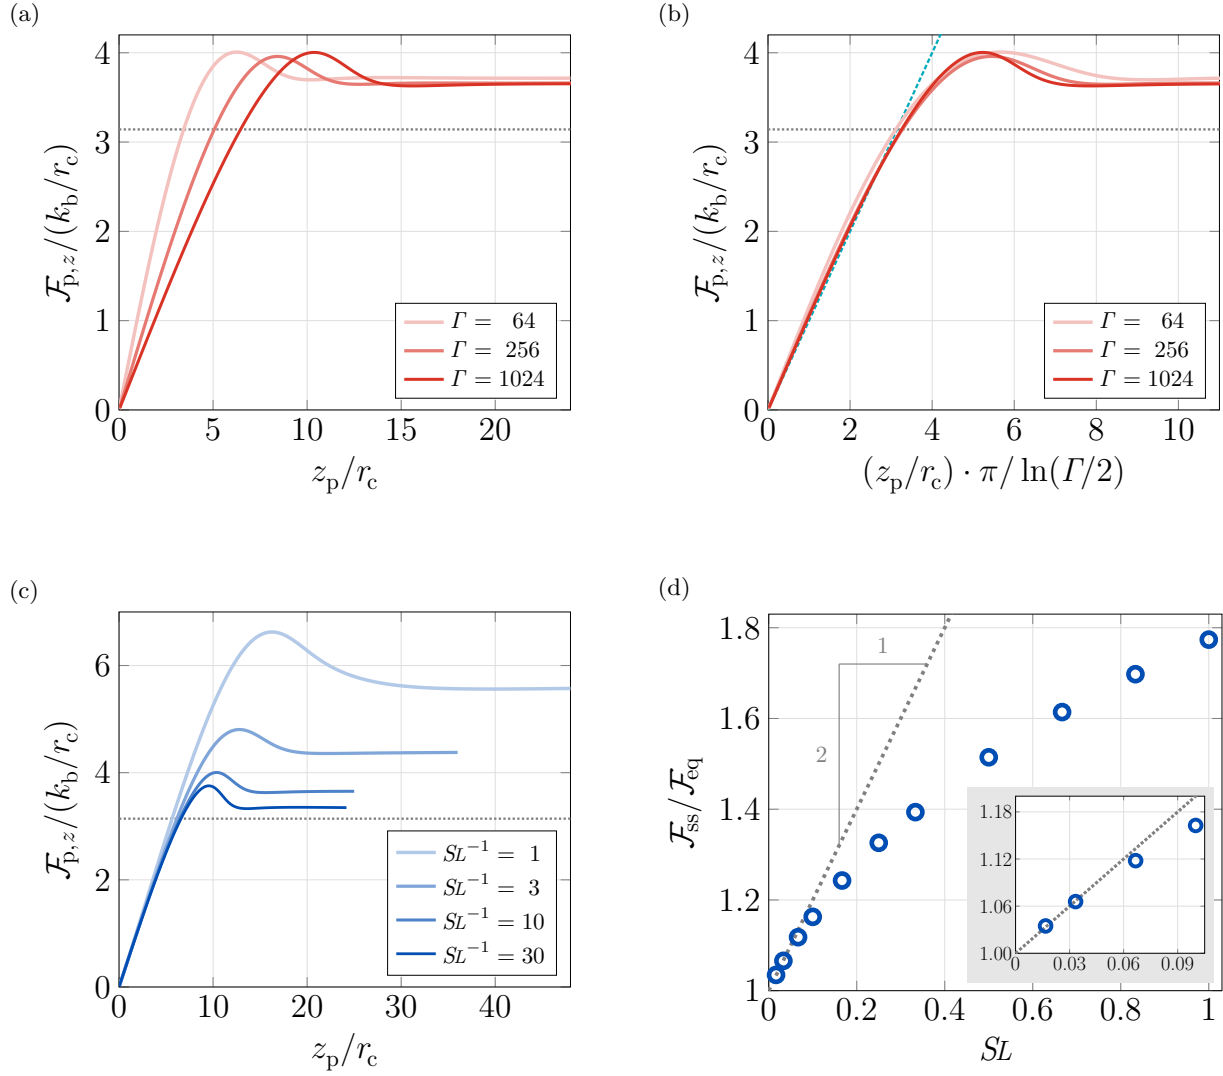 (a)
4
3
2
1
0
0 5 10 15 20
𝓕p,z/(kb/rc)
zp/rc
Γ = 64
Γ = 256
Γ = 1024
(b)
4
3
2
1
0
0 2 4 6 8 10
𝓕p,z/(kb/rc)
(zp/rc) · π/ ln(Γ/2)
Γ = 64
Γ = 256
Γ = 1024
(c)
6
4
2
0
0 10 20 30 40
𝓕p,z/(kb/rc)
zp/rc
SL⁻¹ = 1
SL⁻¹ = 3
SL⁻¹ = 10
SL⁻¹ = 30
(d)
1.8
1.6
1.4
1.2
1
0 0.2 0.4 0.6 0.8 1
𝓕ss/𝓕eq
SL
1
2
1.18
1.12
1.06
1.00
0 0.03 0.06 0.09